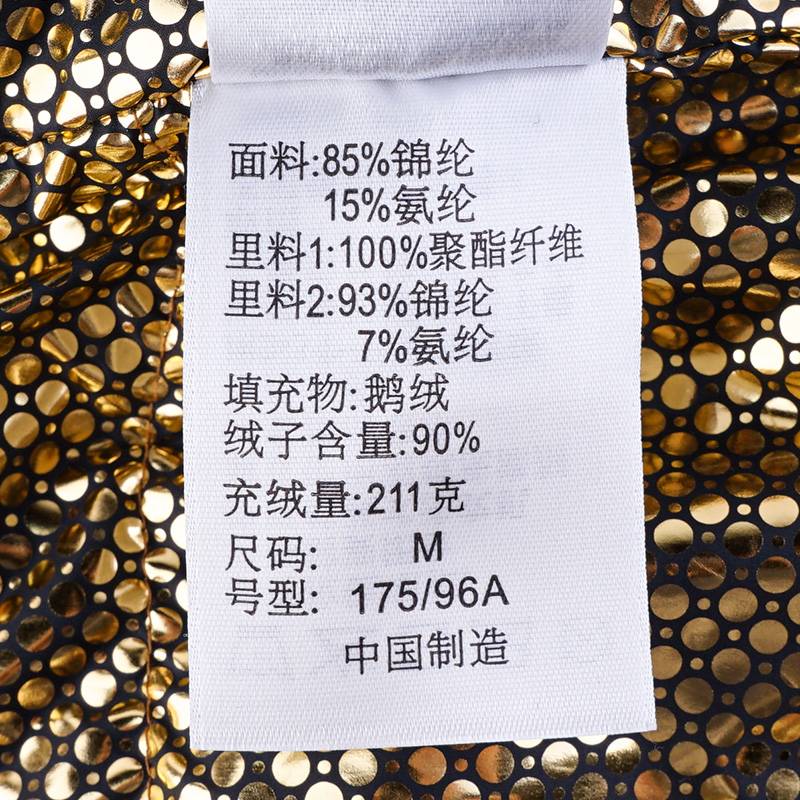 面料:85%锦纶
15%氨纶
里料1:100%聚酯纤维
里料2:93%锦纶
7%氨纶
填充物:鹅绒
绒子含量:90%
充绒量:211克
尺码: M
号型: 175/96A
中国制造